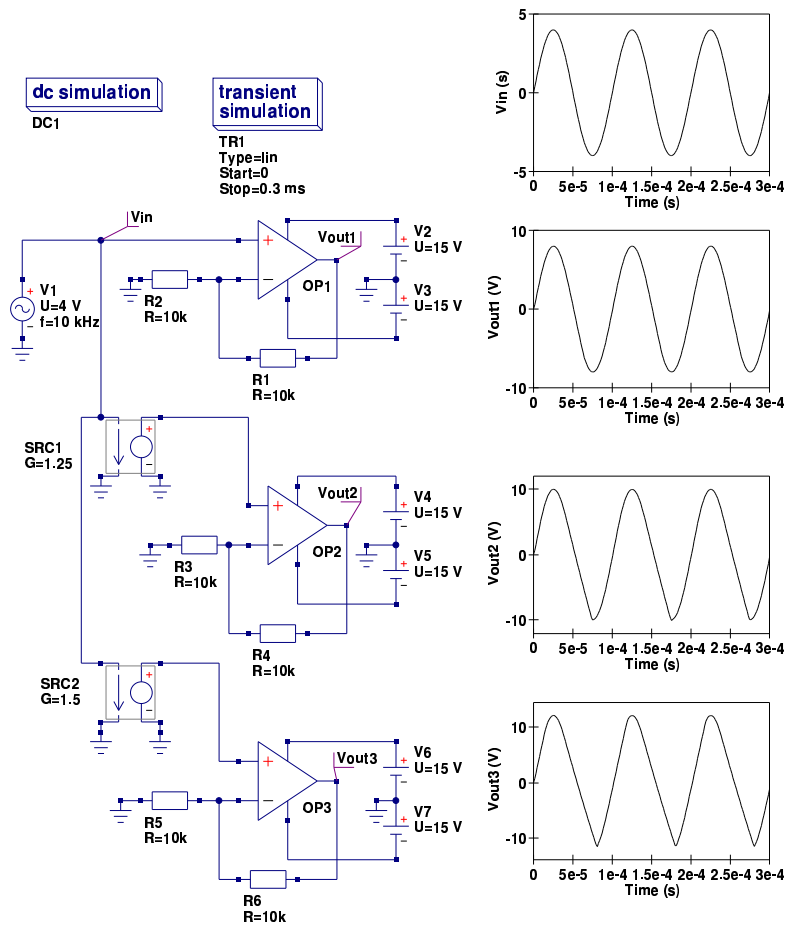 dc simulation
DC1
transient
simulation
TR1
Type=lin
Start=0
Stop=0.3 ms
Vin
V1
U=4 V
f=10 kHz
+
-
+
-
OP1
Vout1
R2
R=10k
R1
R=10k
+
V2
U=15 V
-
+
V3
U=15 V
-
SRC1
G=1.25
+
-
+
-
OP2
Vout2
R3
R=10k
R4
R=10k
+
V4
U=15 V
-
+
V5
U=15 V
-
SRC2
G=1.5
+
-
+
-
OP3
Vout3
R5
R=10k
R6
R=10k
+
V6
U=15 V
-
+
V7
U=15 V
-
5
0
-5
Vin (s)
0 5e-5 1e-4 1.5e-4 2e-4 2.5e-4 3e-4
Time (s)
10
0
-10
Vout1 (V)
0 5e-5 1e-4 1.5e-4 2e-4 2.5e-4 3e-4
Time (s)
10
0
-10
Vout2 (V)
0 5e-5 1e-4 1.5e-4 2e-4 2.5e-4 3e-4
Time (s)
10
0
-10
Vout3 (V)
0 5e-5 1e-4 1.5e-4 2e-4 2.5e-4 3e-4
Time (s)